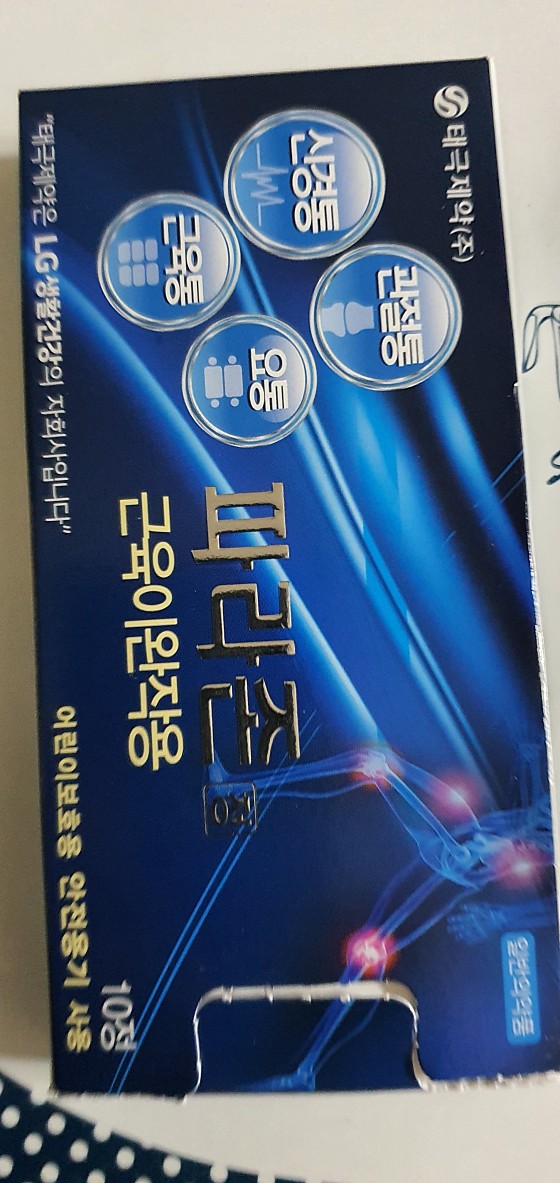 태극제약(주)
신경통
관절통
근육통
요통
파라존정
근육이완작용
"태극제약은 LG생활건강의 자회사입니다"
어린이보호용 안전용기 사용
10정
일반의약품